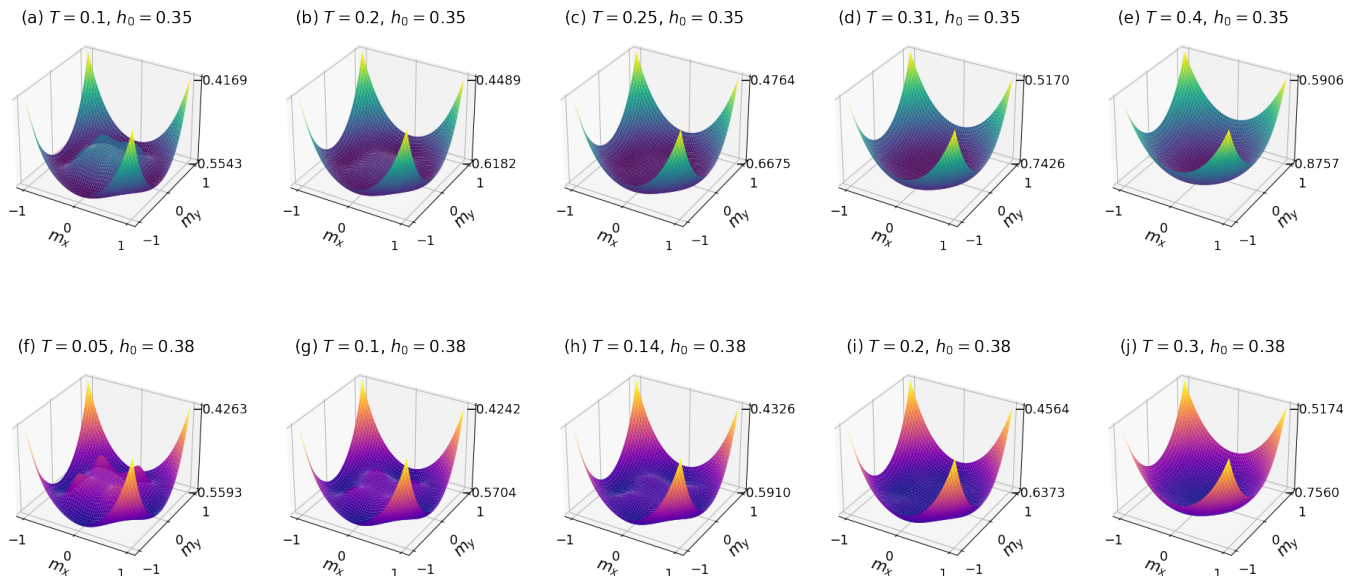 (a) T = 0.1, h₀ = 0.35
0.4169
0.5543
1
0
−1
−1
0
1
mₓ
m_y
(b) T = 0.2, h₀ = 0.35
0.4489
0.6182
1
0
−1
−1
0
1
mₓ
m_y
(c) T = 0.25, h₀ = 0.35
0.4764
0.6675
1
0
−1
−1
0
1
mₓ
m_y
(d) T = 0.31, h₀ = 0.35
0.5170
0.7426
1
0
−1
−1
0
1
mₓ
m_y
(e) T = 0.4, h₀ = 0.35
0.5906
0.8757
1
0
−1
−1
0
1
mₓ
m_y
(f) T = 0.05, h₀ = 0.38
0.4263
0.5593
1
0
−1
−1
0
1
mₓ
m_y
(g) T = 0.1, h₀ = 0.38
0.4242
0.5704
1
0
−1
−1
0
1
mₓ
m_y
(h) T = 0.14, h₀ = 0.38
0.4326
0.5910
1
0
−1
−1
0
1
mₓ
m_y
(i) T = 0.2, h₀ = 0.38
0.4564
0.6373
1
0
−1
−1
0
1
mₓ
m_y
(j) T = 0.3, h₀ = 0.38
0.5174
0.7560
1
0
−1
−1
0
1
mₓ
m_y